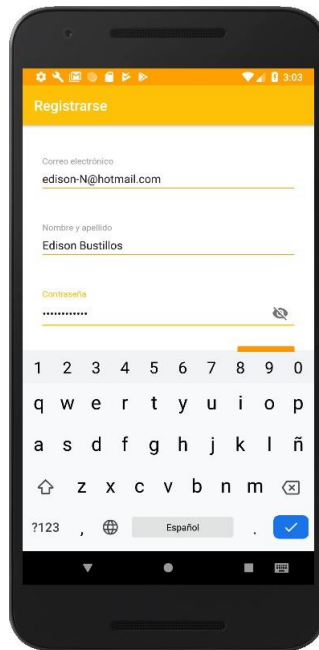 3:03
Registrarse
Correo electrónico
edison-N@hotmail.com
Nombre y apellido
Edison Bustillos
Contraseña
••••••••••••
1 2 3 4 5 6 7 8 9 0
q w e r t y u i o p
a s d f g h j k l ñ
z x c v b n m
?123 , Español .